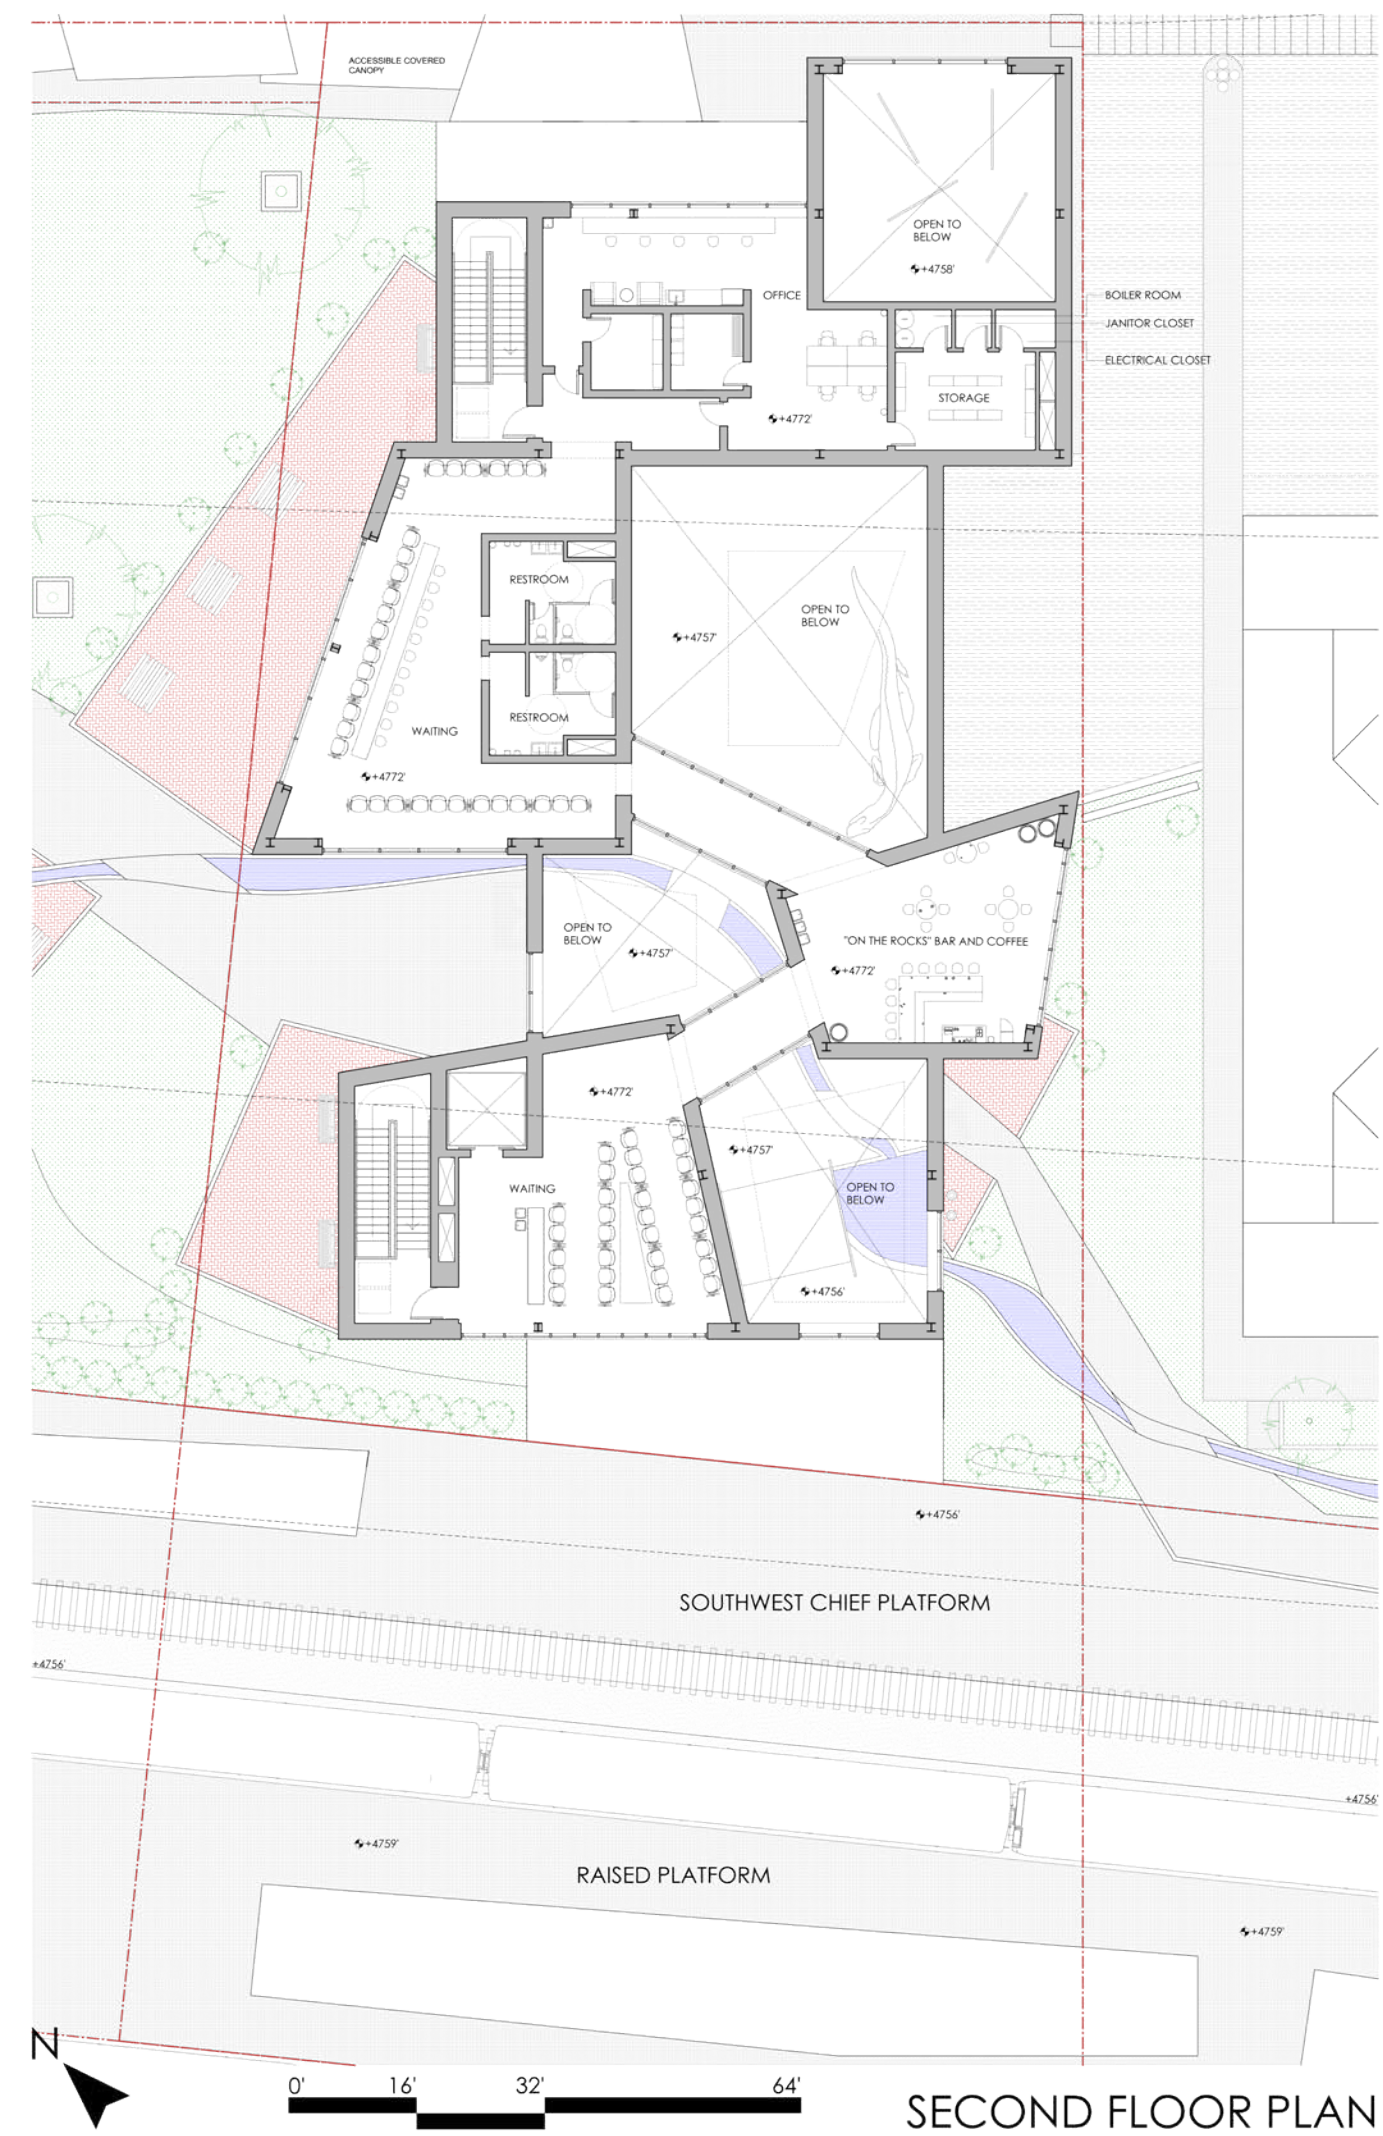 ACCESSIBLE COVERED
CANOPY
OPEN TO
BELOW
+4758'
OFFICE
BOILER ROOM
JANITOR CLOSET
ELECTRICAL CLOSET
STORAGE
+4772'
RESTROOM
OPEN TO
BELOW
+4757'
RESTROOM
WAITING
+4772'
OPEN TO
BELOW
+4757'
"ON THE ROCKS" BAR AND COFFEE
+4772'
+4772'
+4757'
WAITING
OPEN TO
BELOW
+4756'
+4756'
SOUTHWEST CHIEF PLATFORM
+4756'
+4756'
+4759'
RAISED PLATFORM
+4759'
N
0' 16' 32' 64'
SECOND FLOOR PLAN